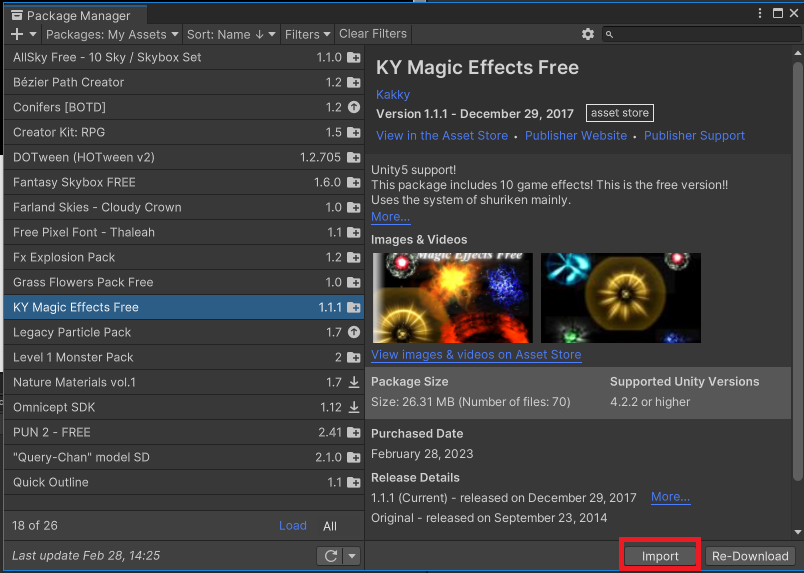 Package Manager
Packages: My Assets Sort: Name ↓ Filters Clear Filters
AllSky Free - 10 Sky / Skybox Set 1.1.0
Bézier Path Creator 1.2
Conifers [BOTD] 1.2
Creator Kit: RPG 1.5
DOTween (HOTween v2) 1.2.705
Fantasy Skybox FREE 1.6.0
Farland Skies - Cloudy Crown 1.0
Free Pixel Font - Thaleah 1.1
Fx Explosion Pack 1.2
Grass Flowers Pack Free 1.0
KY Magic Effects Free 1.1.1
Legacy Particle Pack 1.7
Level 1 Monster Pack 2
Nature Materials vol.1 1.7
Omnicept SDK 1.12
PUN 2 - FREE 2.41
"Query-Chan" model SD 2.1.0
Quick Outline 1.1
18 of 26 Load All
Last update Feb 28, 14:25
KY Magic Effects Free
Kakky
Version 1.1.1 - December 29, 2017 asset store
View in the Asset Store • Publisher Website • Publisher Support
Unity5 support!
This package includes 10 game effects! This is the free version!!
Uses the system of shuriken mainly.
More...
Images & Videos
Magic Effects Free
View images & videos on Asset Store
Package Size Supported Unity Versions
Size: 26.31 MB (Number of files: 70) 4.2.2 or higher
Purchased Date
February 28, 2023
Release Details
1.1.1 (Current) - released on December 29, 2017 More...
Original - released on September 23, 2014
Import Re-Download